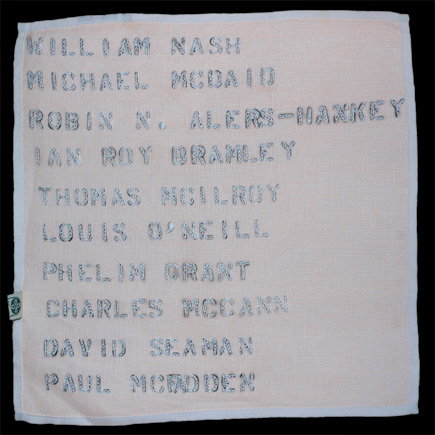 WILLIAM NASH
MICHAEL MCDAID
ROBIN N. ALERS-HANKEY
IAN ROY BRAMLEY
THOMAS MCILROY
LOUIS O'NEILL
PHELIM GRANT
CHARLES MCCANN
DAVID SEAMAN
PAUL MCFADDEN